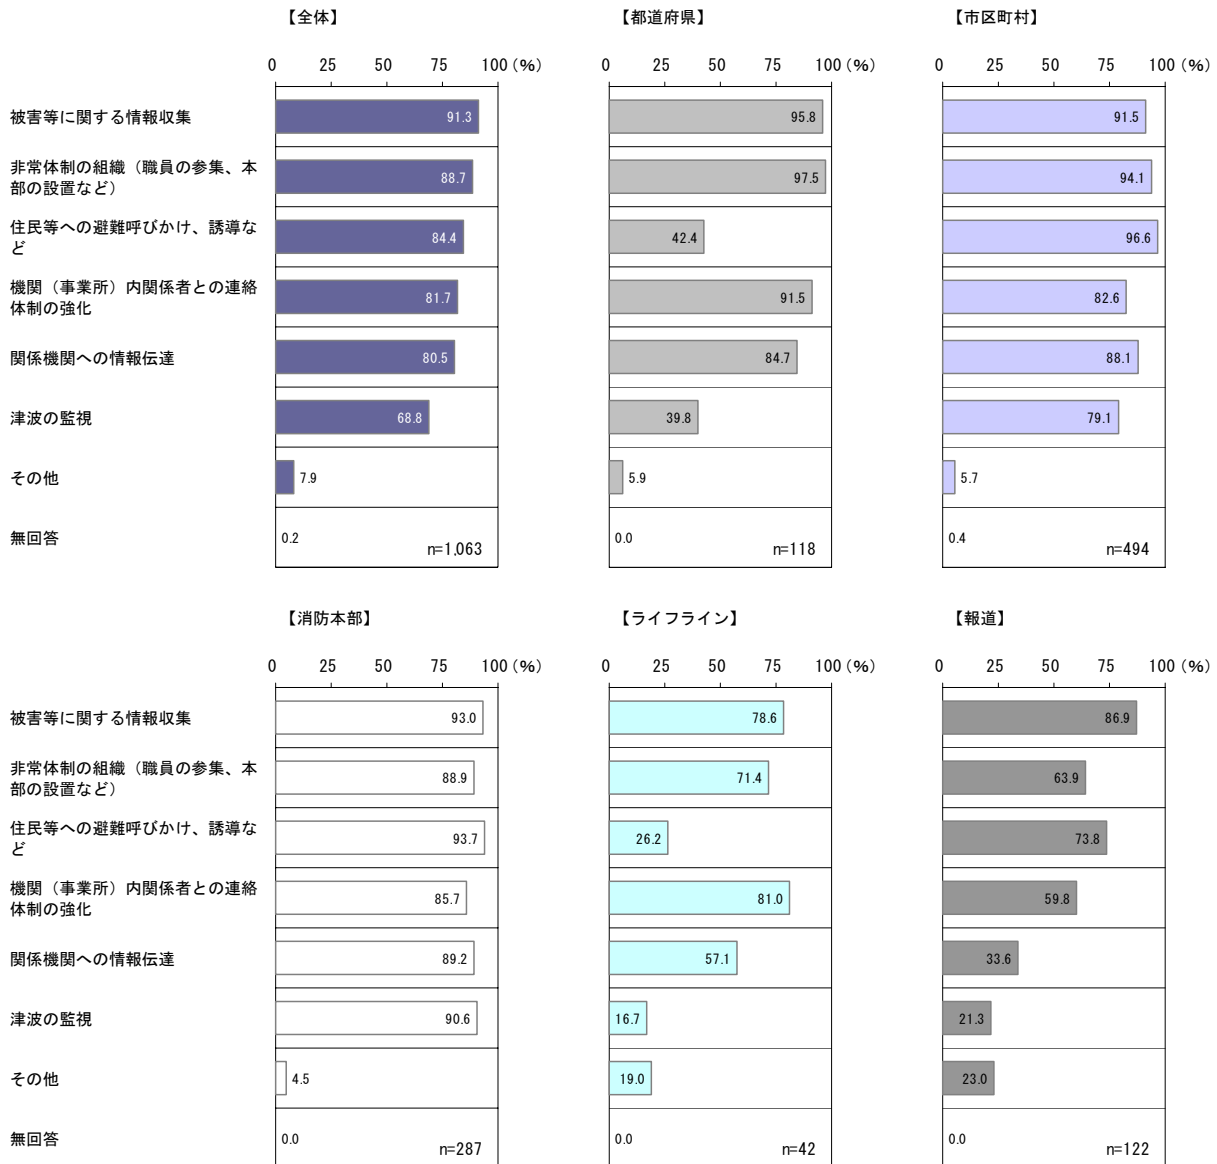 【全体】 【都道府県】 【市区町村】
0 25 50 75 100(%) 0 25 50 75 100(%) 0 25 50 75 100(%)
被害等に関する情報収集 91.3 95.8 91.5
非常体制の組織（職員の参集、本
部の設置など） 88.7 97.5 94.1
住民等への避難呼びかけ、誘導な
ど 84.4 42.4 96.6
機関（事業所）内関係者との連絡
体制の強化 81.7 91.5 82.6
関係機関への情報伝達 80.5 84.7 88.1
津波の監視 68.8 39.8 79.1
その他 7.9 5.9 5.7
無回答 0.2 n=1,063 0.0 n=118 0.4 n=494
【消防本部】 【ライフライン】 【報道】
0 25 50 75 100(%) 0 25 50 75 100(%) 0 25 50 75 100(%)
被害等に関する情報収集 93.0 78.6 86.9
非常体制の組織（職員の参集、本
部の設置など） 88.9 71.4 63.9
住民等への避難呼びかけ、誘導な
ど 93.7 26.2 73.8
機関（事業所）内関係者との連絡
体制の強化 85.7 81.0 59.8
関係機関への情報伝達 89.2 57.1 33.6
津波の監視 90.6 16.7 21.3
その他 4.5 19.0 23.0
無回答 0.0 n=287 0.0 n=42 0.0 n=122